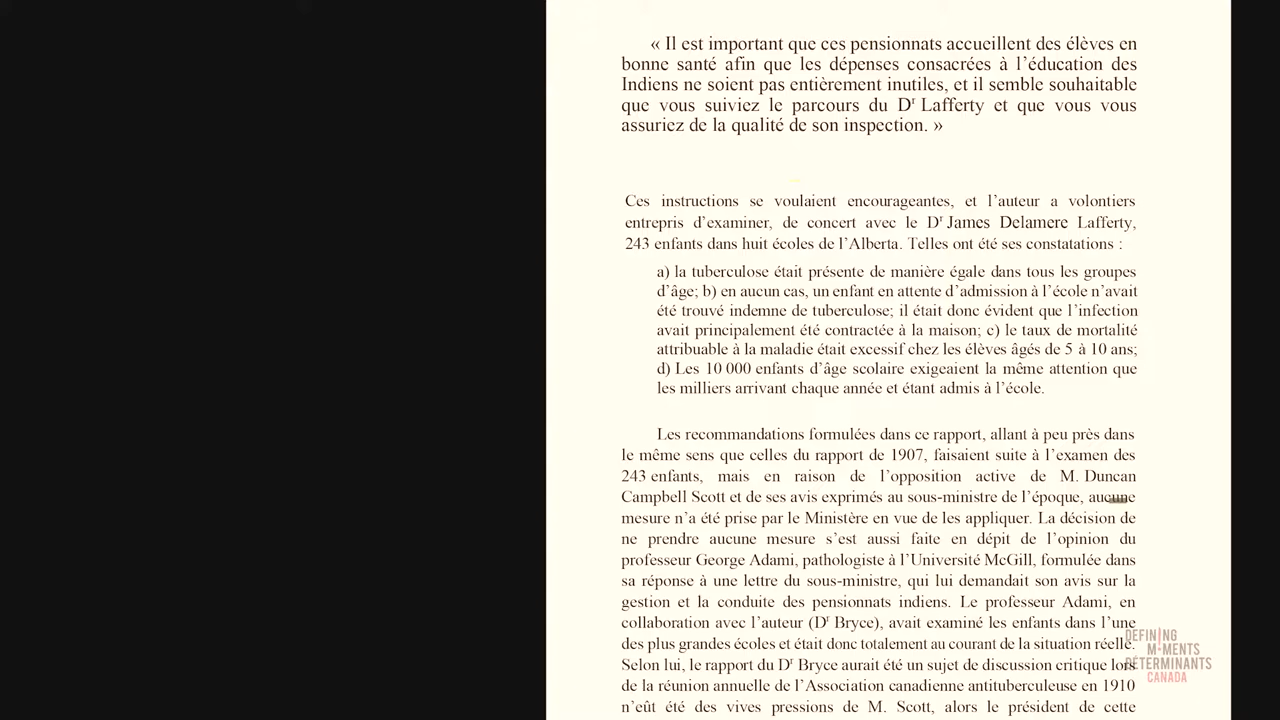 « Il est important que ces pensionnats accueillent des élèves en
bonne santé afin que les dépenses consacrées à l’éducation des
Indiens ne soient pas entièrement inutiles, et il semble souhaitable
que vous suiviez le parcours du Dʳ Lafferty et que vous vous
assuriez de la qualité de son inspection. »
Ces instructions se voulaient encourageantes, et l’auteur a volontiers
entrepris d’examiner, de concert avec le Dʳ James Delamere Lafferty,
243 enfants dans huit écoles de l’Alberta. Telles ont été ses constatations :
a) la tuberculose était présente de manière égale dans tous les groupes
d’âge; b) en aucun cas, un enfant en attente d’admission à l’école n’avait
été trouvé indemne de tuberculose; il était donc évident que l’infection
avait principalement été contractée à la maison; c) le taux de mortalité
attribuable à la maladie était excessif chez les élèves âgés de 5 à 10 ans;
d) Les 10 000 enfants d’âge scolaire exigeaient la même attention que
les milliers arrivant chaque année et étant admis à l’école.
Les recommandations formulées dans ce rapport, allant à peu près dans
le même sens que celles du rapport de 1907, faisaient suite à l’examen des
243 enfants, mais en raison de l’opposition active de M. Duncan
Campbell Scott et de ses avis exprimés au sous-ministre de l’époque, aucune
mesure n’a été prise par le Ministère en vue de les appliquer. La décision de
ne prendre aucune mesure s’est aussi faite en dépit de l’opinion du
professeur George Adami, pathologiste à l’Université McGill, formulée dans
sa réponse à une lettre du sous-ministre, qui lui demandait son avis sur la
gestion et la conduite des pensionnats indiens. Le professeur Adami, en
collaboration avec l’auteur (Dʳ Bryce), avait examiné les enfants dans l’une
des plus grandes écoles et était donc totalement au courant de la situation réelle.
Selon lui, le rapport du Dʳ Bryce aurait été un sujet de discussion critique lors
de la réunion annuelle de l’Association canadienne antituberculeuse en 1910
n’eût été des vives pressions de M. Scott, alors le président de cette
DEFINING
MOMENTS
DÉTERMINANTS
CANADA